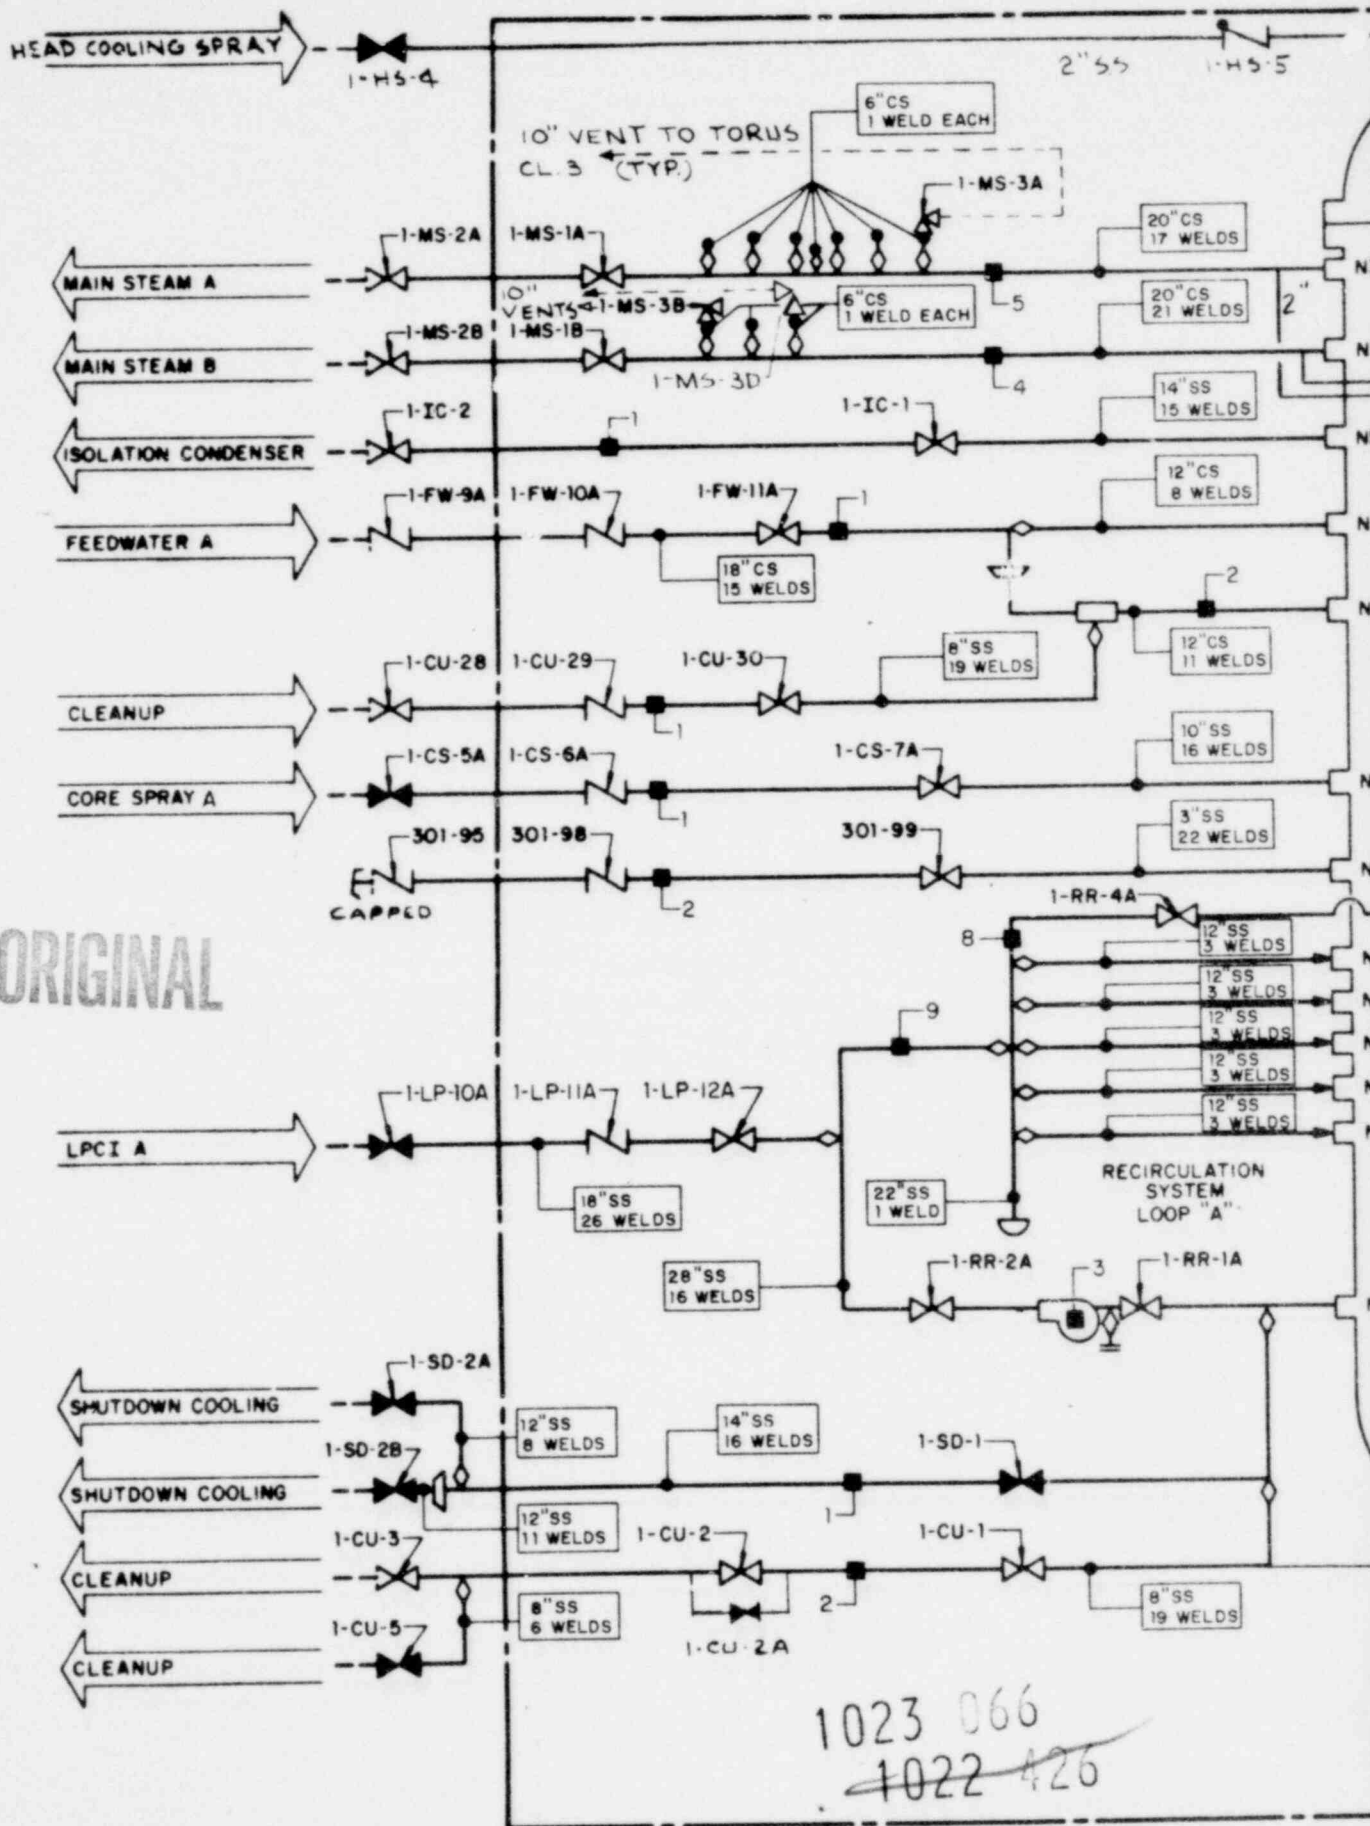 HEAD COOLING SPRAY
1-HS-4
2"SS
1-HS-5
6"CS
1 WELD EACH
10" VENT TO TORUS
CL.3 (TYP.)
1-MS-3A
1-MS-2A
1-MS-1A
20"CS
17 WELDS
MAIN STEAM A
N
5
10"
VENTS
1-MS-3B
6"CS
1 WELD EACH
20"CS
21 WELDS
2"
1-MS-2B
1-MS-1B
MAIN STEAM B
N
1-MS-3D
4
14"SS
15 WELDS
1-IC-2
1
1-IC-1
ISOLATION CONDENSER
N
1-FW-9A
1-FW-10A
1-FW-11A
1
12"CS
8 WELDS
FEEDWATER A
N
18"CS
15 WELDS
2
N
12"CS
11 WELDS
1-CU-28
1-CU-29
1-CU-30
8"SS
19 WELDS
CLEANUP
1
1-CS-5A
1-CS-6A
1-CS-7A
10"SS
16 WELDS
CORE SPRAY A
1
N
301-95
301-98
301-99
3"SS
22 WELDS
N
CAPPED
2
1-RR-4A
8
12"SS
3 WELDS
N
ORIGINAL
12"SS
3 WELDS
N
9
12"SS
3 WELDS
N
12"SS
3 WELDS
N
12"SS
3 WELDS
N
1-LP-10A
1-LP-11A
1-LP-12A
LPCI A
18"SS
26 WELDS
22"SS
1 WELD
RECIRCULATION
SYSTEM
LOOP "A"
28"SS
16 WELDS
1-RR-2A
3
1-RR-1A
N
1-SD-2A
SHUTDOWN COOLING
12"SS
8 WELDS
14"SS
16 WELDS
1-SD-1
1-SD-2B
SHUTDOWN COOLING
1
12"SS
11 WELDS
1-CU-3
1-CU-2
1-CU-1
CLEANUP
2
8"SS
6 WELDS
8"SS
19 WELDS
1-CU-5
1-CU-2A
CLEANUP
1023 066
1022 426